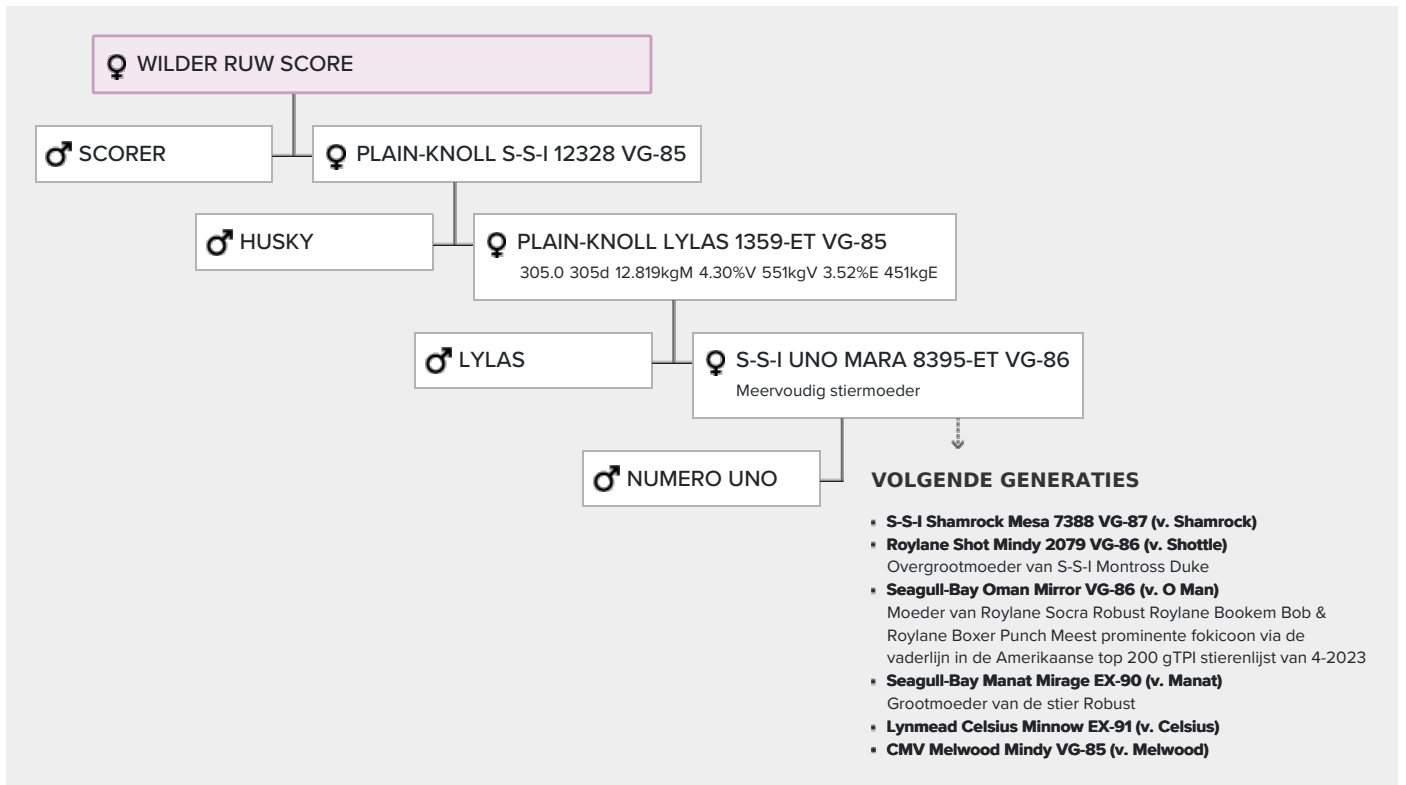 WILDER RUW SCORE
SCORER
PLAIN-KNOLL S-S-I 12328 VG-85
HUSKY
PLAIN-KNOLL LYLAS 1359-ET VG-85
305.0 305d 12.819kgM 4.30%V 551kgV 3.52%E 451kgE
LYLAS
S-S-I UNO MARA 8395-ET VG-86
Meervoudig stiermoeder
NUMERO UNO
VOLGENDE GENERATIES
S-S-I Shamrock Mesa 7388 VG-87 (v. Shamrock)
Roylane Shot Mindy 2079 VG-86 (v. Shottle)
Overgrootmoeder van S-S-I Montross Duke
Seagull-Bay Oman Mirror VG-86 (v. O Man)
Moeder van Roylane Socra Robust Roylane Bookem Bob &
Roylane Boxer Punch Meest prominente fokicoon via de
vaderlijn in de Amerikaanse top 200 gTPI stierenlijst van 4-2023
Seagull-Bay Manat Mirage EX-90 (v. Manat)
Grootmoeder van de stier Robust
Lynmead Celsius Minnow EX-91 (v. Celsius)
CMV Melwood Mindy VG-85 (v. Melwood)